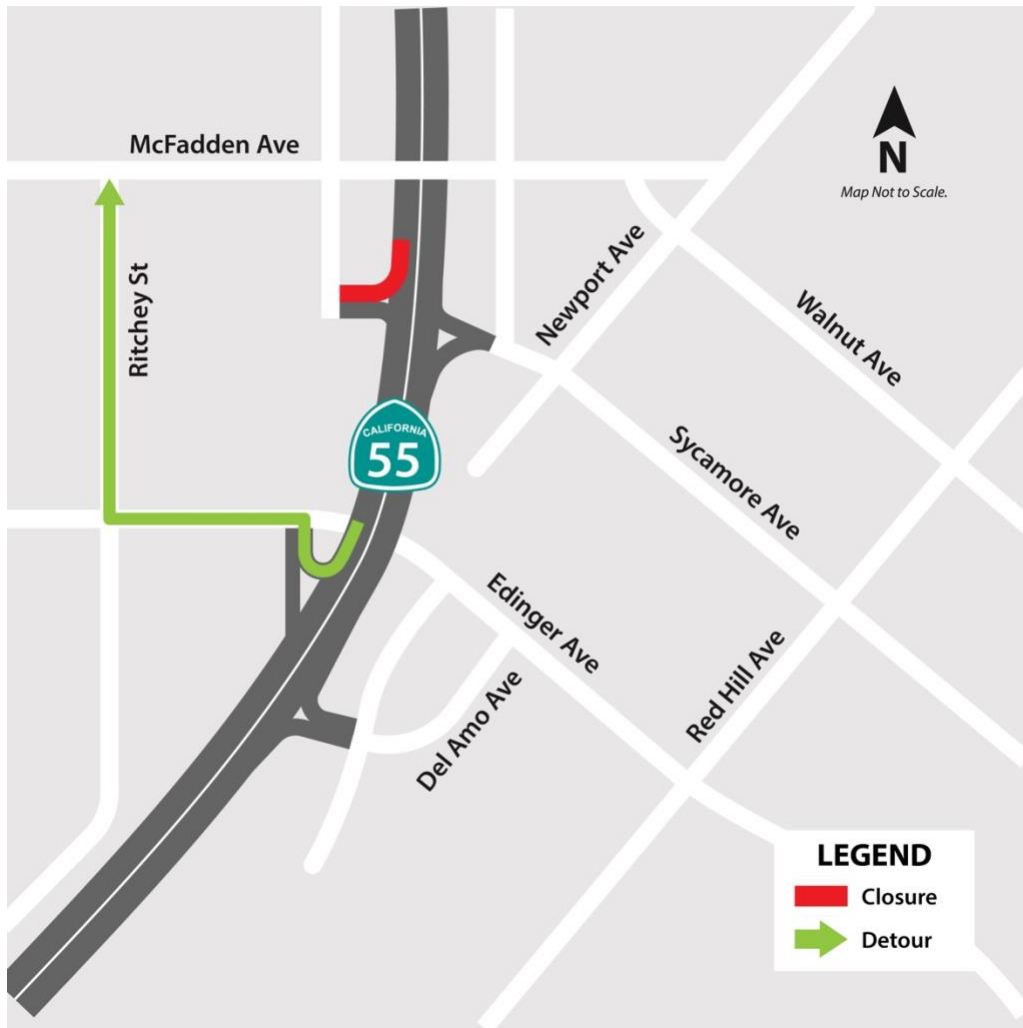 McFadden Ave
N
Map Not to Scale.
Ritchey St
Newport Ave
Walnut Ave
CALIFORNIA
55
Sycamore Ave
Edinger Ave
Red Hill Ave
Del Amo Ave
LEGEND
Closure
Detour